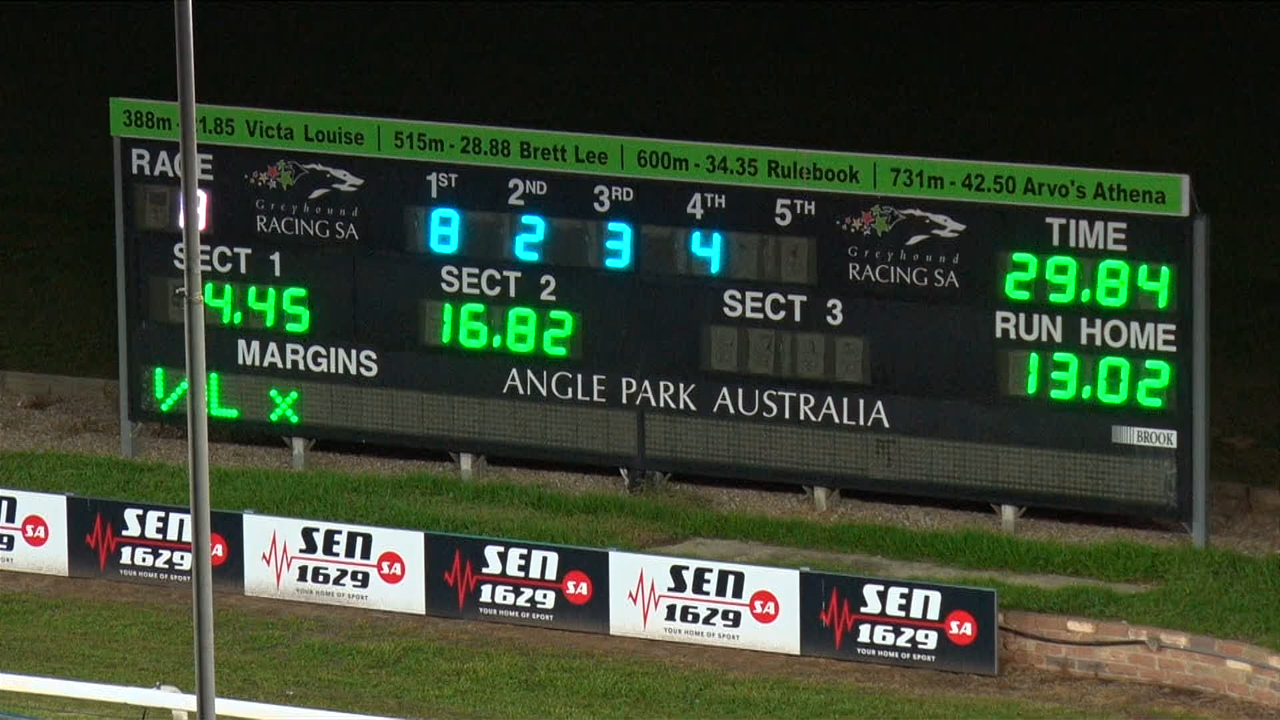 388m - 21.85 Victa Louise | 515m - 28.88 Brett Lee | 600m - 34.35 Rulebook | 731m - 42.50 Arvo's Athena
RACE
Greyhound
RACING SA
1ST 2ND 3RD 4TH 5TH
8 2 3 4
Greyhound
RACING SA
TIME
29.84
SECT 1
4.45
SECT 2
16.82
SECT 3
RUN HOME
13.02
MARGINS
ANGLE PARK AUSTRALIA
BROOK
SA
SEN
1629 SA
YOUR HOME OF SPORT
SEN
1629 SA
YOUR HOME OF SPORT
SEN
1629 SA
YOUR HOME OF SPORT
SEN
1629 SA
YOUR HOME OF SPORT
SEN
1629 SA
YOUR HOME OF SPORT